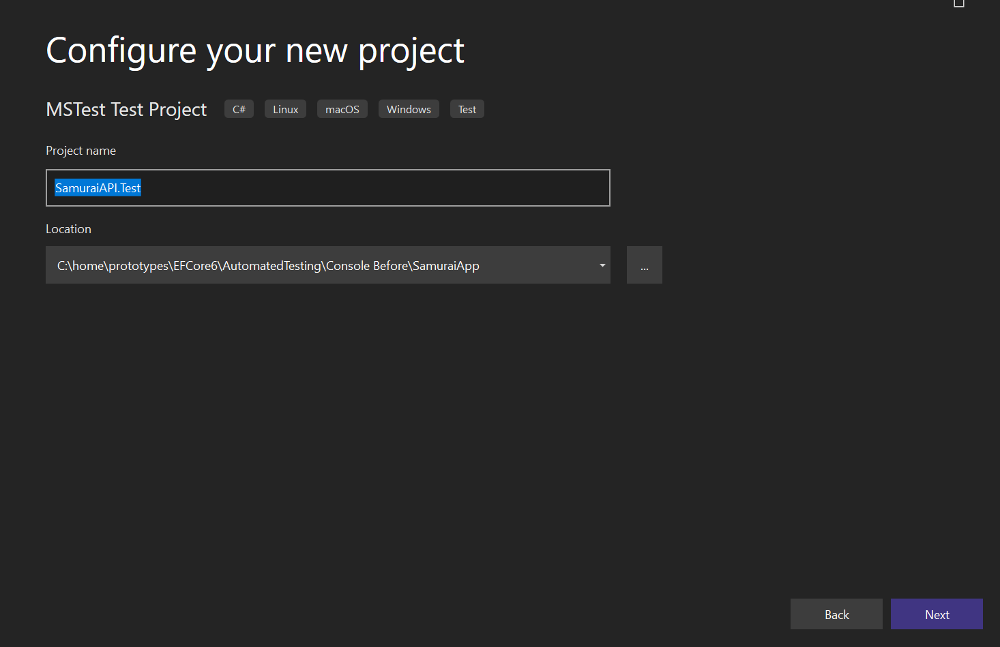 Configure your new project
MSTest Test Project C# Linux macOS Windows Test
Project name
SamuraiAPI.Test
Location
C:\home\prototypes\EFCore6\AutomatedTesting\Console Before\SamuraiApp ...
Back Next